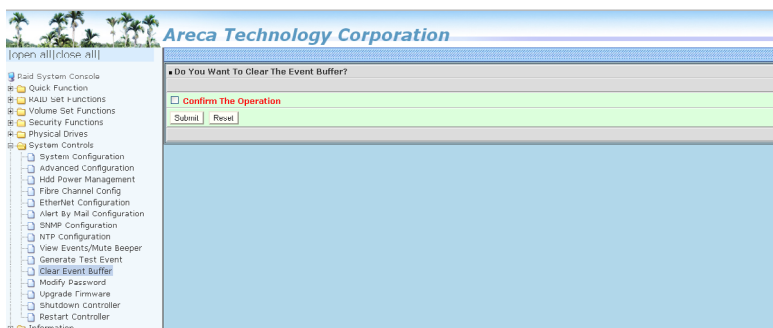 Areca Technology Corporation
|open all|close all|
Raid System Console
Quick Function
RAID Set Functions
Volume Set Functions
Security Functions
Physical Drives
System Controls
System Configuration
Advanced Configuration
Hdd Power Management
Fibre Channel Config
EtherNet Configuration
Alert By Mail Configuration
SNMP Configuration
NTP Configuration
View Events/Mute Beeper
Generate Test Event
Clear Event Buffer
Modify Password
Upgrade Firmware
Shutdown Controller
Restart Controller
Information
Do You Want To Clear The Event Buffer?
Confirm The Operation
Submit Reset